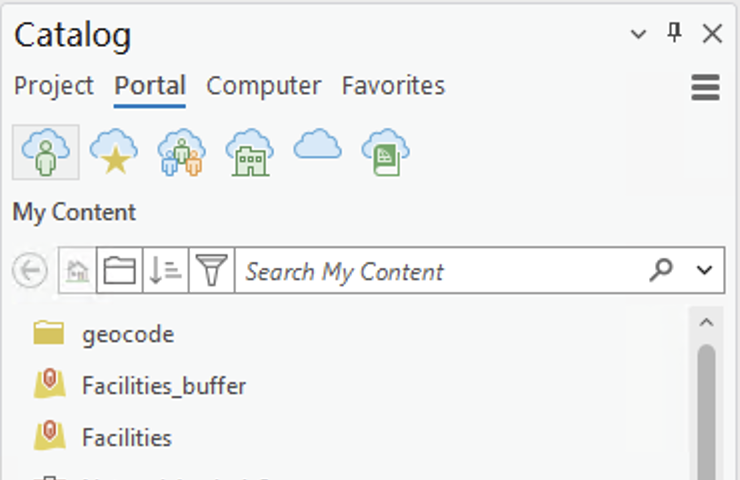 Catalog
Project Portal Computer Favorites
My Content
Search My Content
geocode
Facilities_buffer
Facilities